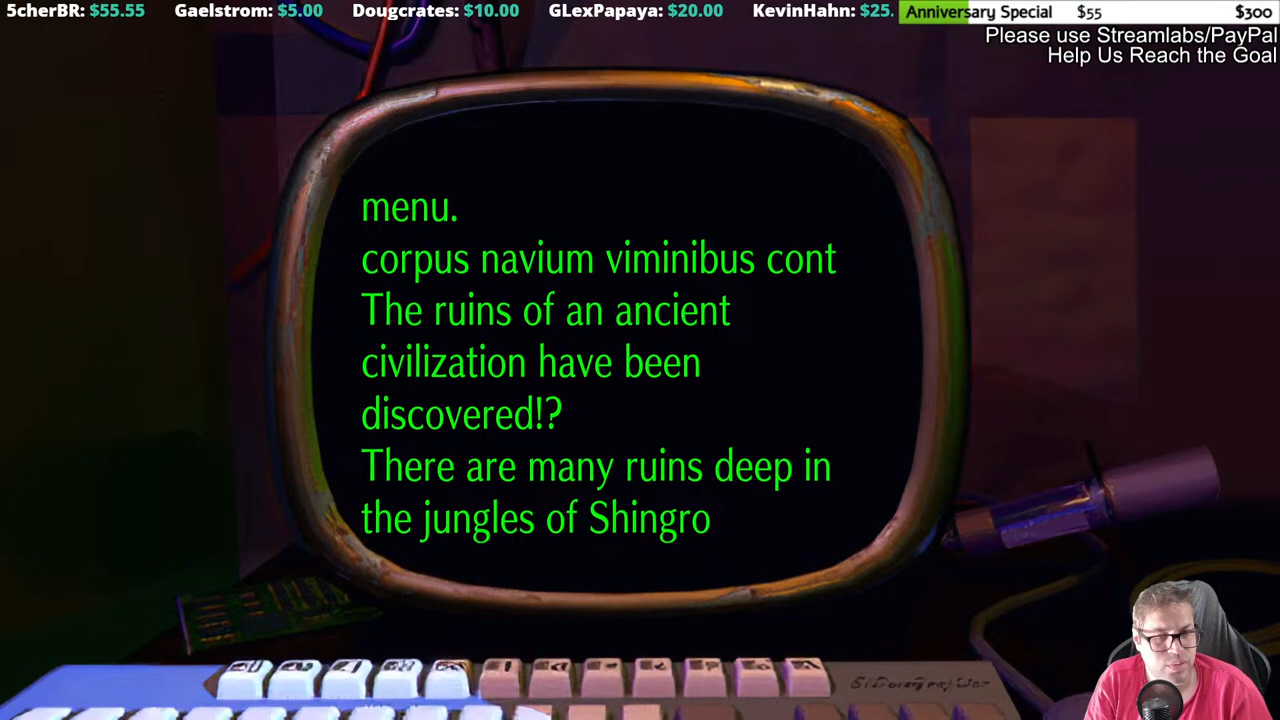 5cherBR: $55.55 Gaelstrom: $5.00 Dougcrates: $10.00 GLexPapaya: $20.00 KevinHahn: $25.
Anniversary Special $55 $300
Please use Streamlabs/PayPal
Help Us Reach the Goal
menu.
corpus navium viminibus cont
The ruins of an ancient
civilization have been
discovered!?
There are many ruins deep in
the jungles of Shingro